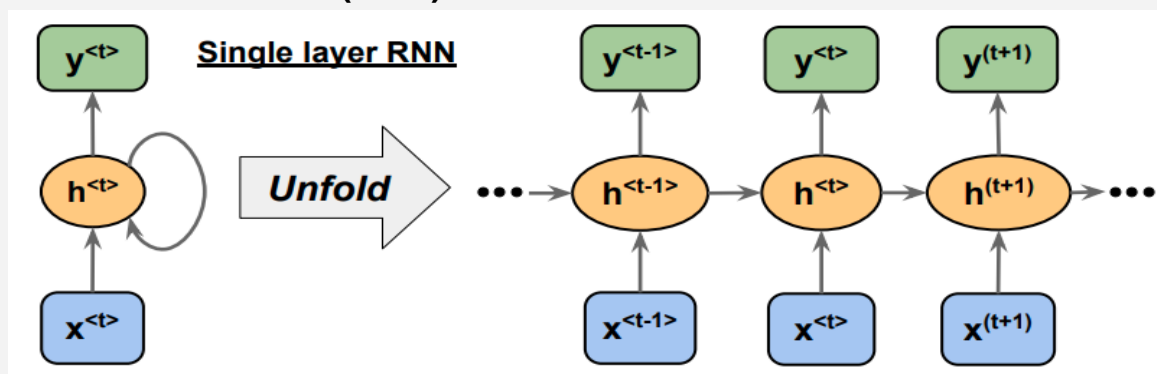 Single layer RNN
y<t>
h<t>
x<t>
Unfold
y<t-1>
y<t>
y(t+1)
•••
h<t-1>
h<t>
h(t+1)
•••
x<t-1>
x<t>
x(t+1)